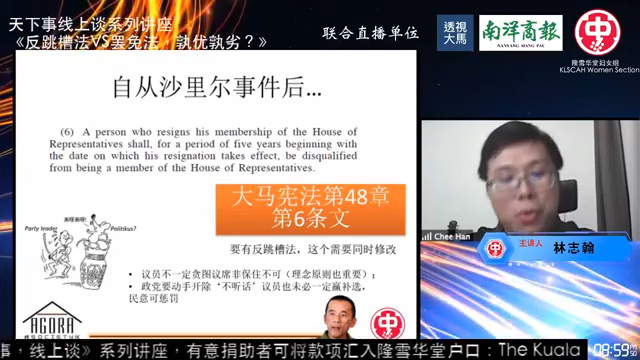 天下事线上谈系列讲座
《反跳槽法VS罢免法，孰优孰劣？》
联合直播单位
透視大馬
南洋商報
NANYANG SIANG PAU
隆雪华堂妇女组
KLSCAH Women Section
自从沙里尔事件后...
(6) A person who resigns his membership of the House of
Representatives shall, for a period of five years beginning
with the date on which his resignation takes effect, be disqualified
from being a member of the House of Representatives.
大马宪法第48章
第6条文
要有反跳槽法，这个需要同时修改
Party leader
Politikus?
• 议员不一定贪图议席非保住不可（理念原则也重要）；
• 政党要动手开除‘不听话’议员也未必一定赢补选，
民意可惩罚
AGORA
Chee Han
主讲人
林志翰
事，线上谈》系列讲座，有意捐助者可将款项汇入隆雪华堂户口：The Kuala
08:59